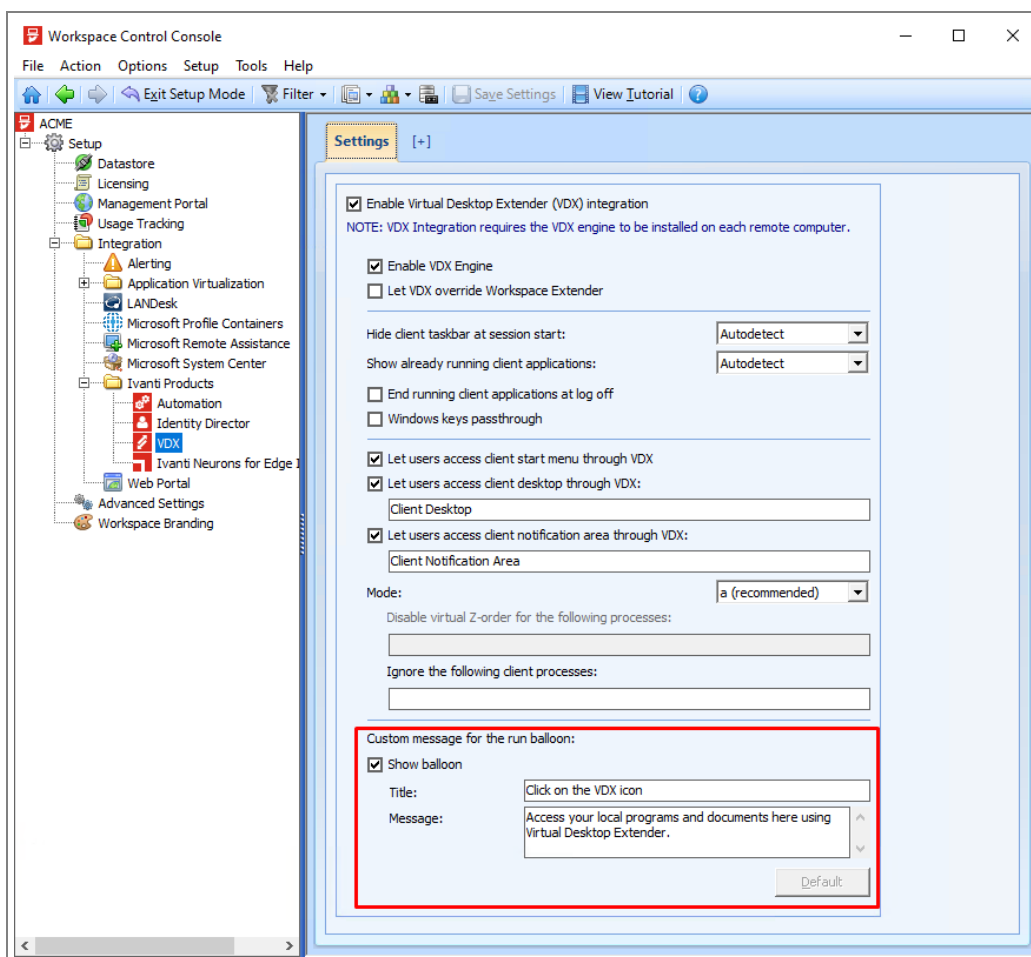 Workspace Control Console
File Action Options Setup Tools Help
Exit Setup Mode Filter Save Settings View Tutorial
ACME
Setup
Datastore
Licensing
Management Portal
Usage Tracking
Integration
Alerting
Application Virtualization
LANDesk
Microsoft Profile Containers
Microsoft Remote Assistance
Microsoft System Center
Ivanti Products
Automation
Identity Director
VDX
Ivanti Neurons for Edge I
Web Portal
Advanced Settings
Workspace Branding
Settings [+]
Enable Virtual Desktop Extender (VDX) integration
NOTE: VDX Integration requires the VDX engine to be installed on each remote computer.
Enable VDX Engine
Let VDX override Workspace Extender
Hide client taskbar at session start: Autodetect
Show already running client applications: Autodetect
End running client applications at log off
Windows keys passthrough
Let users access client start menu through VDX
Let users access client desktop through VDX:
Client Desktop
Let users access client notification area through VDX:
Client Notification Area
Mode: a (recommended)
Disable virtual Z-order for the following processes:
Ignore the following client processes:
Custom message for the run balloon:
Show balloon
Title: Click on the VDX icon
Message: Access your local programs and documents here using
Virtual Desktop Extender.
Default